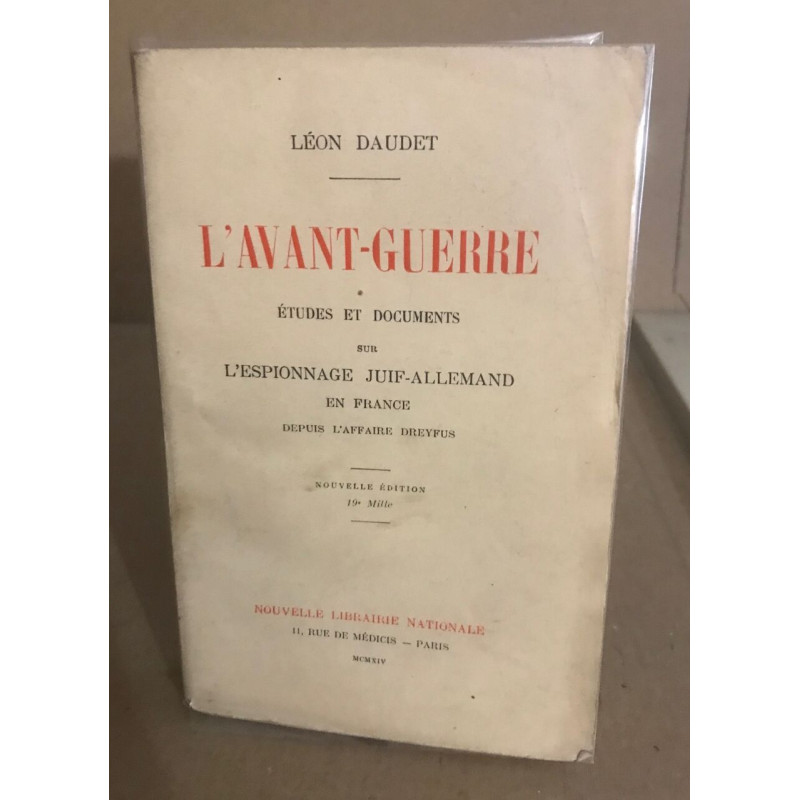 LÉON DAUDET
L'AVANT-GUERRE
ÉTUDES ET DOCUMENTS
SUR
L'ESPIONNAGE JUIF-ALLEMAND
EN FRANCE
DEPUIS L'AFFAIRE DREYFUS
NOUVELLE ÉDITION
19e Mille
NOUVELLE LIBRAIRIE NATIONALE
11, RUE DE MÉDICIS — PARIS
MCMXIV